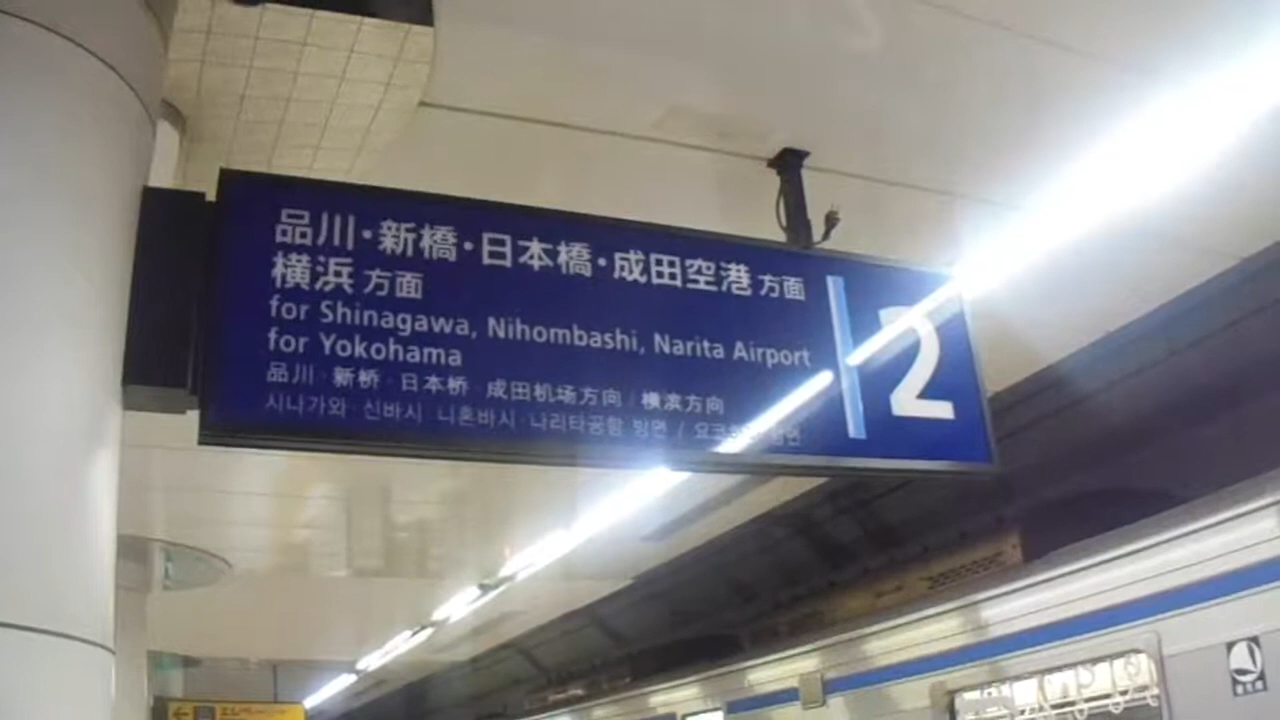 品川・新橋・日本橋・成田空港 方面
横浜 方面
for Shinagawa, Nihombashi, Narita Airport
for Yokohama
品川・新桥・日本桥・成田机场方向 / 横滨方向
시나가와・신바시・니혼바시・나리타공항 방면 /
2